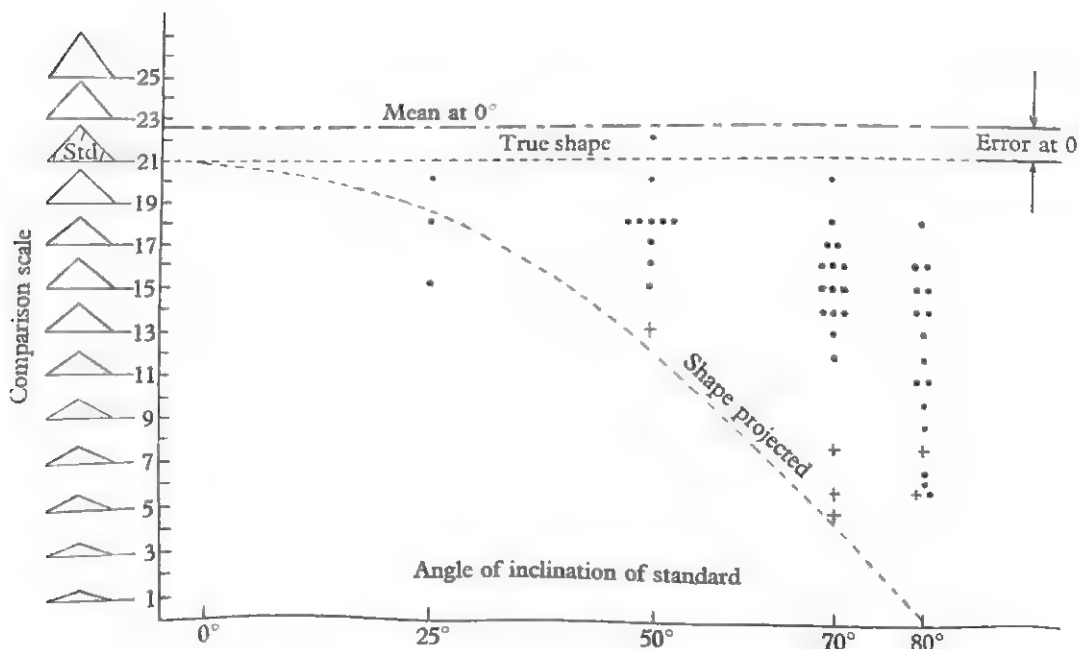 25
Mean at 0°
23
True shape
Error at 0
Std
21
19
17
15
13
11
9
7
5
3
1
Comparison scale
Shape projected
Angle of inclination of standard
0°
25°
50°
70°
80°